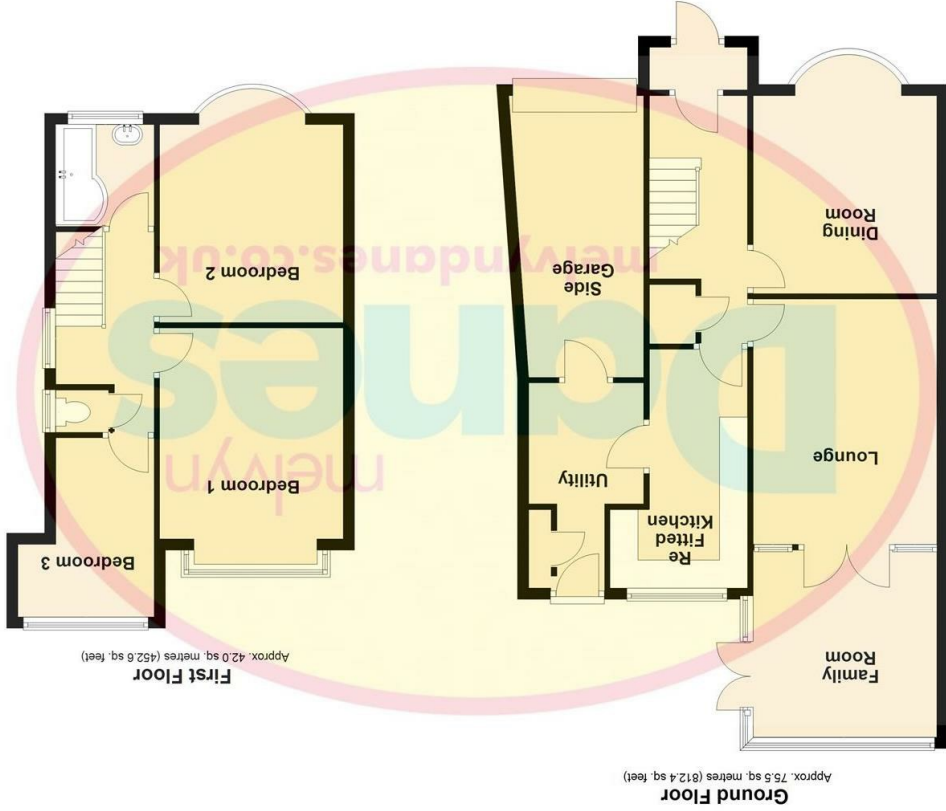 Ground Floor
Approx. 75.5 sq. metres (812.4 sq. feet)
Family
Room
Lounge
Re
Fitted
Kitchen
Utility
Dining
Room
Side
Garage
First Floor
Approx. 42.0 sq. metres (452.6 sq. feet)
Bedroom 3
Bedroom 1
Bedroom 2
melvyn
Danes
melvyndanes.co.uk